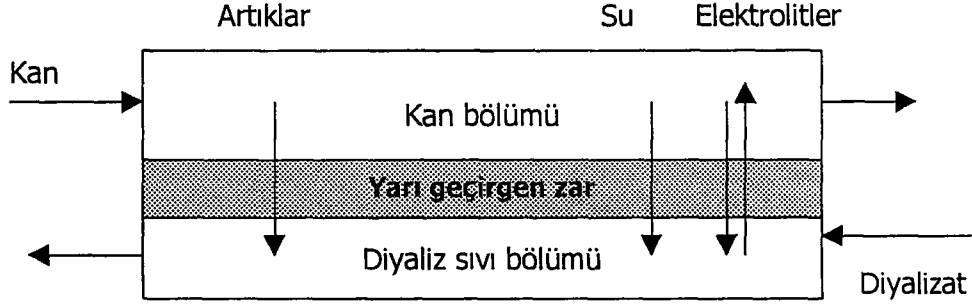 Artıklar Su Elektrolitler
Kan
Kan bölümü
Yarı geçirgen zar
Diyaliz sıvı bölümü
Diyalizat